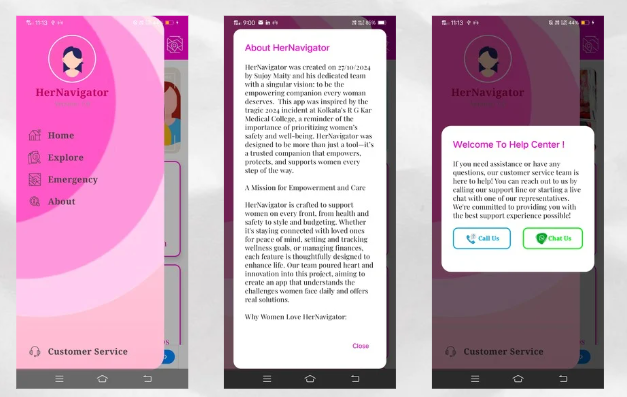 11:13
HerNavigator
Home
Explore
Emergency
About
Customer Service
9:00
86%
About HerNavigator
HerNavigator was created on 27/10/2024
by Sujoy Maity and his dedicated team
with a singular vision: to be the
empowering companion every woman
deserves. This app was inspired by the
tragic 2024 incident at Kolkata's R G Kar
Medical College, a reminder of the
importance of prioritizing women's
safety and well-being. HerNavigator was
designed to be more than just a tool—it's
a trusted companion that empowers,
protects, and supports women every
step of the way.
A Mission for Empowerment and Care
HerNavigator is crafted to support
women on every front, from health and
safety to style and budgeting. Whether
it's staying connected with loved ones
for peace of mind, setting and tracking
wellness goals, or managing finances,
each feature is thoughtfully designed to
enhance life. Our team poured heart and
innovation into this project, aiming to
create an app that understands the
challenges women face daily and offers
real solutions.
Why Women Love HerNavigator:
Close
11:13
44%
HerNavigator
Welcome To Help Center !
If you need assistance or have any
questions, our customer service team is
here to help! You can reach out to us by
calling our support line or starting a live
chat with one of our representatives.
We're committed to providing you with
the best support experience possible!
Call Us
Chat Us
Customer Service